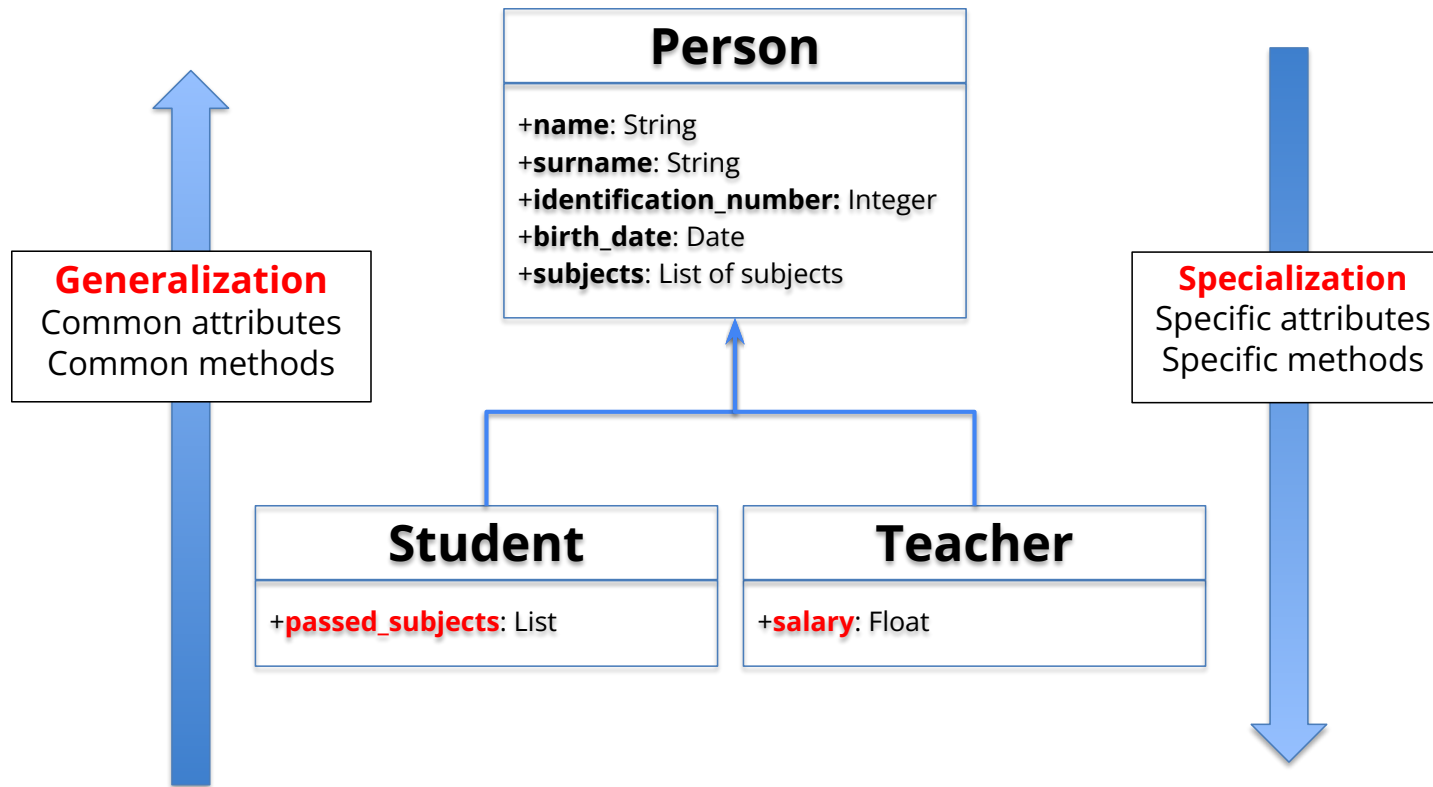 Person
+name: String
+surname: String
+identification_number: Integer
+birth_date: Date
+subjects: List of subjects
Generalization
Common attributes
Common methods
Specialization
Specific attributes
Specific methods
Student
+passed_subjects: List
Teacher
+salary: Float